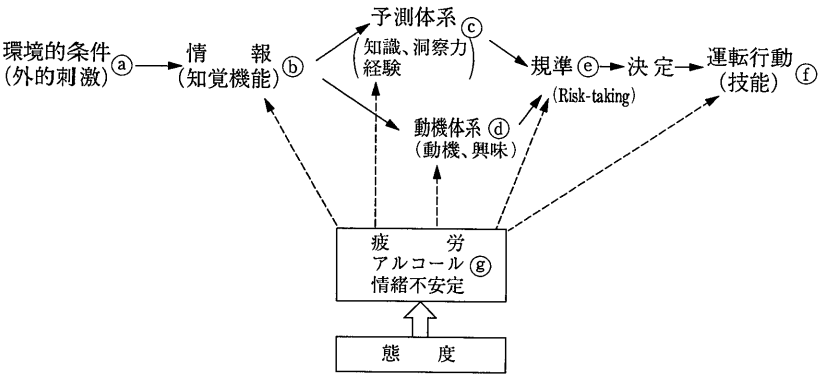 環境的条件
(外的刺激) ⓐ
情報
(知覚機能) ⓑ
予測体系 ⓒ
(知識、洞察力
経験)
動機体系 ⓓ
(動機、興味)
規準 ⓔ
(Risk-taking)
決定
運転行動
(技能) ⓕ
疲労
アルコール ⓖ
情緒不安定
態度